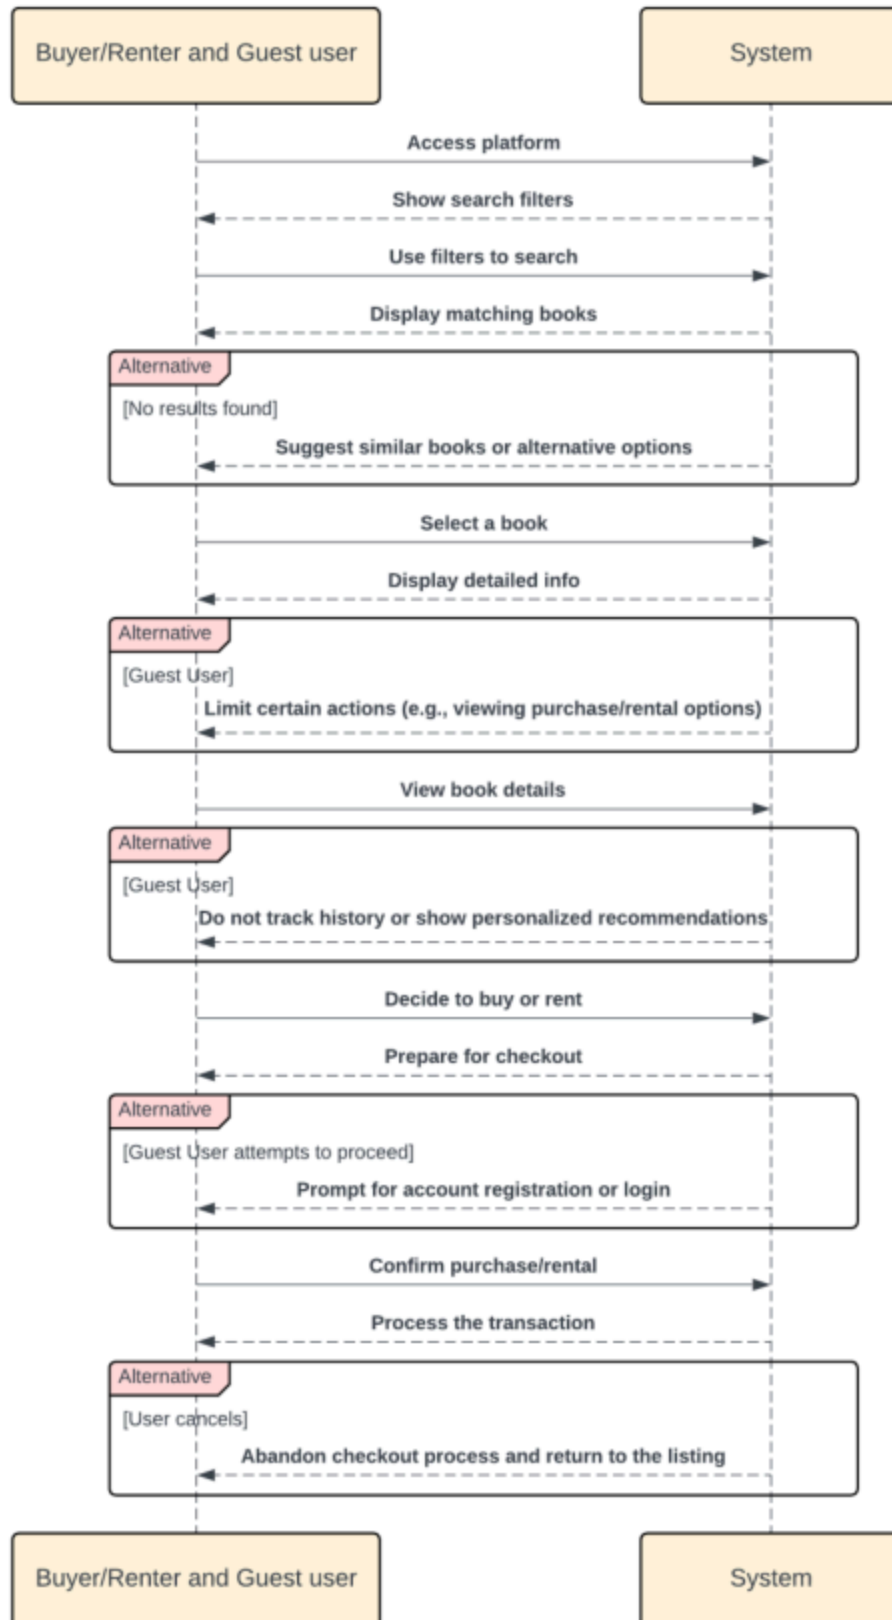 Buyer/Renter and Guest user
System
Access platform
Show search filters
Use filters to search
Display matching books
Alternative
[No results found]
Suggest similar books or alternative options
Select a book
Display detailed info
Alternative
[Guest User]
Limit certain actions (e.g., viewing purchase/rental options)
View book details
Alternative
[Guest User]
Do not track history or show personalized recommendations
Decide to buy or rent
Prepare for checkout
Alternative
[Guest User attempts to proceed]
Prompt for account registration or login
Confirm purchase/rental
Process the transaction
Alternative
[User cancels]
Abandon checkout process and return to the listing
Buyer/Renter and Guest user
System